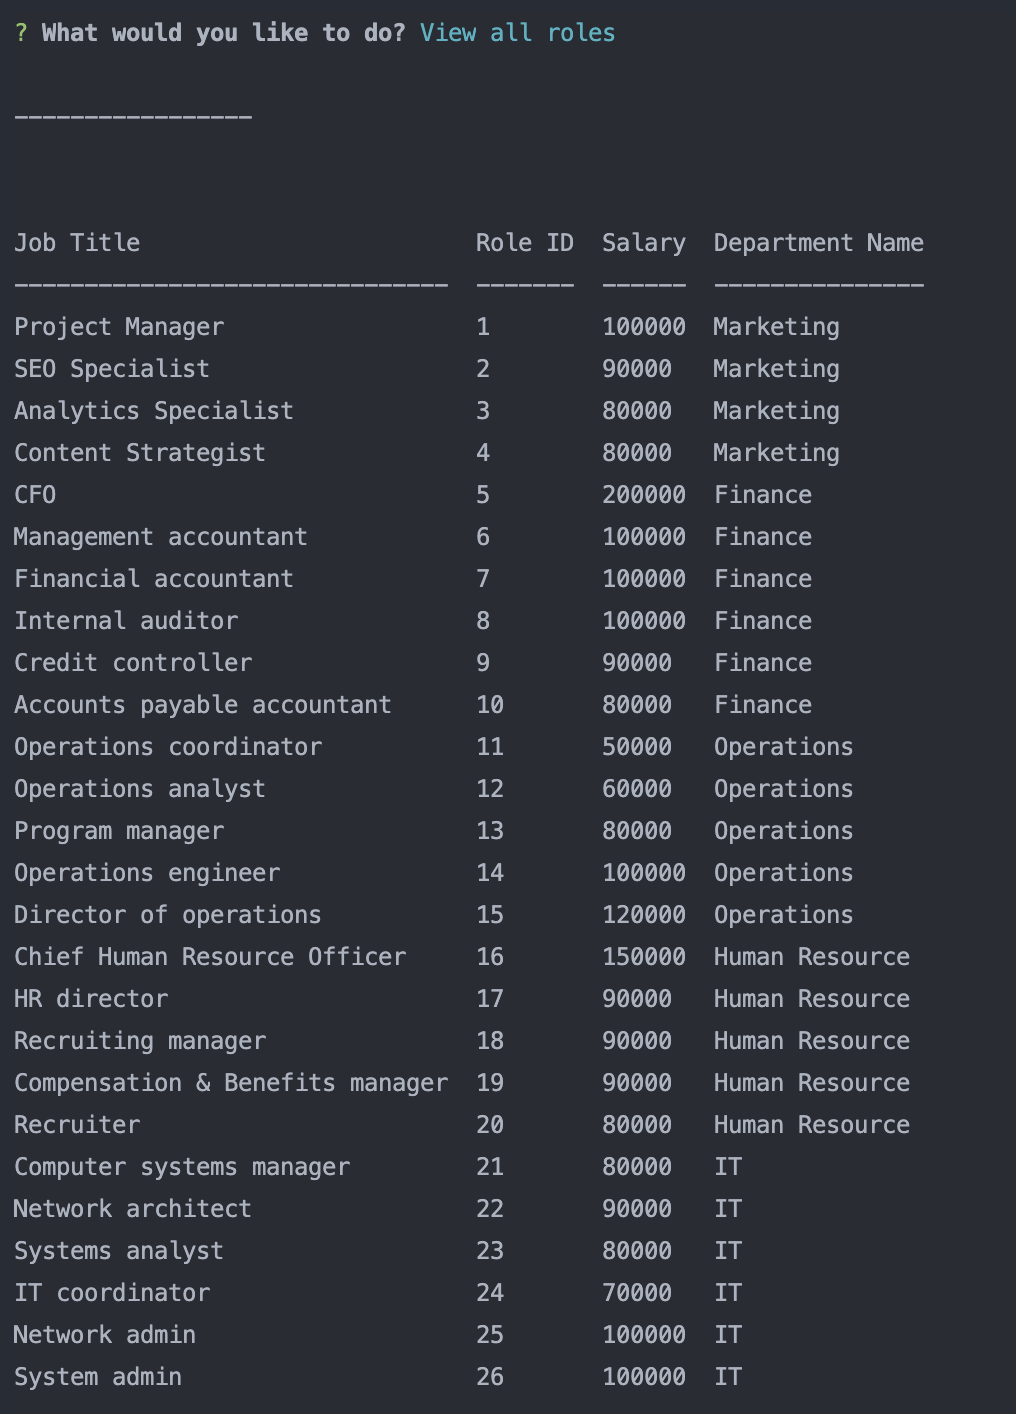 ? What would you like to do? View all roles
-----------------
Job Title                        Role ID  Salary  Department Name
-------------------------------  -------  ------  ---------------
Project Manager                  1        100000  Marketing
SEO Specialist                   2        90000   Marketing
Analytics Specialist             3        80000   Marketing
Content Strategist               4        80000   Marketing
CFO                              5        200000  Finance
Management accountant            6        100000  Finance
Financial accountant             7        100000  Finance
Internal auditor                 8        100000  Finance
Credit controller                9        90000   Finance
Accounts payable accountant      10       80000   Finance
Operations coordinator           11       50000   Operations
Operations analyst               12       60000   Operations
Program manager                  13       80000   Operations
Operations engineer              14       100000  Operations
Director of operations           15       120000  Operations
Chief Human Resource Officer     16       150000  Human Resource
HR director                      17       90000   Human Resource
Recruiting manager               18       90000   Human Resource
Compensation & Benefits manager  19       90000   Human Resource
Recruiter                        20       80000   Human Resource
Computer systems manager         21       80000   IT
Network architect                22       90000   IT
Systems analyst                  23       80000   IT
IT coordinator                   24       70000   IT
Network admin                    25       100000  IT
System admin                     26       100000  IT